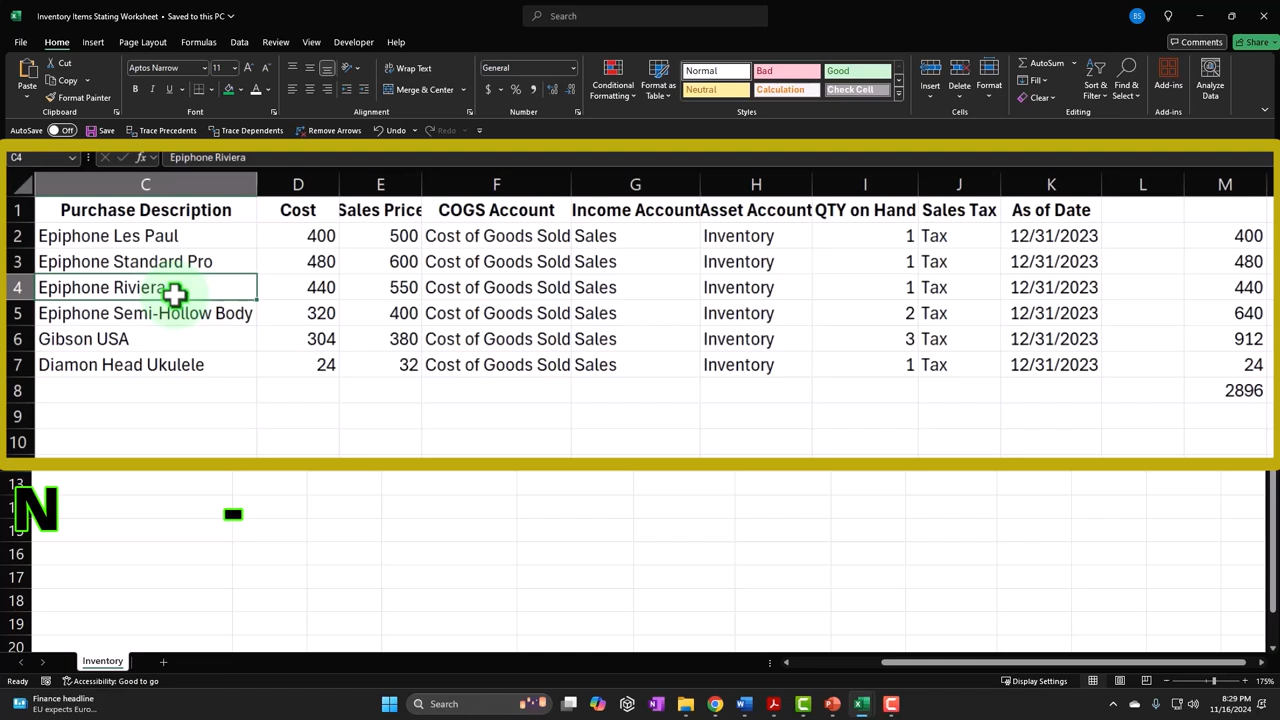 Inventory Items Stating Worksheet • Saved to this PC
Search
BS
File Home Insert Page Layout Formulas Data Review View Developer Automate Help
Comments Share
Paste Cut Copy Format Painter Clipboard
Aptos Narrow 11 Font
Wrap Text Merge & Center Alignment
General Number
Conditional Formatting Format as Table
Normal Bad Good
Neutral Calculation Check Cell
Styles
Insert Delete Format Cells
AutoSum Fill Clear Sort & Filter Find & Select Editing
Add-ins Add-ins
Analyze Data
AutoSave Off Save Trace Precedents Trace Dependents Remove Arrows Undo Redo
C4 fx Epiphone Riviera
C D E F G H I J K L M
1 Purchase Description Cost Sales Price COGS Account Income Account Asset Account QTY on Hand Sales Tax As of Date
2 Epiphone Les Paul 400 500 Cost of Goods Sold Sales Inventory 1 Tax 12/31/2023 400
3 Epiphone Standard Pro 480 600 Cost of Goods Sold Sales Inventory 1 Tax 12/31/2023 480
4 Epiphone Riviera 440 550 Cost of Goods Sold Sales Inventory 1 Tax 12/31/2023 440
5 Epiphone Semi-Hollow Body 320 400 Cost of Goods Sold Sales Inventory 2 Tax 12/31/2023 640
6 Gibson USA 304 380 Cost of Goods Sold Sales Inventory 3 Tax 12/31/2023 912
7 Diamon Head Ukulele 24 32 Cost of Goods Sold Sales Inventory 1 Tax 12/31/2023 24
8 2896
9
10
13
N -
15
16
17
18
19
20
Inventory
Ready Accessibility: Good to go Display Settings 175%
Finance headline
EU expects Euro...
Search
8:29 PM
11/16/2024